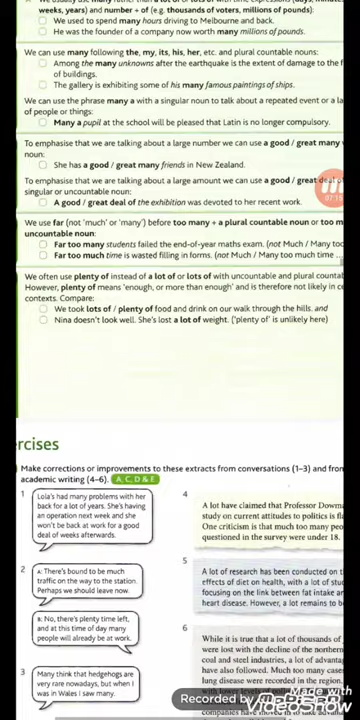 weeks, years) and number + of (e.g. thousands of voters, millions of pounds).
We used to spend many hours driving to Melbourne and back.
He was the founder of a company now worth many millions of pounds.
We can use many following the, my, its, his, her, etc. and plural countable nouns:
Among the many unknowns after the earthquake is the extent of damage to the f
of buildings.
The gallery is exhibiting some of his many famous paintings of ships.
We can use the phrase many a with a singular noun to talk about a repeated event or a la
of people or things:
Many a pupil at the school will be pleased that Latin is no longer compulsory.
To emphasise that we are talking about a large number we can use a good / great many
noun:
She has a good / great many friends in New Zealand.
To emphasise that we are talking about a large amount we can use a good / great deal of
singular or uncountable noun:
A good / great deal of the exhibition was devoted to her recent work.
We use far (not 'much' or 'many') before too many + a plural countable noun or too m
uncountable noun:
Far too many students failed the end-of-year maths exam. (not Much / Many too
Far too much time is wasted filling in forms. (not Much / Many too much time ...
We often use plenty of instead of a lot of or lots of with uncountable and plural counta
However, plenty of means 'enough, or more than enough' and is therefore not likely in ce
contexts. Compare:
We took lots of / plenty of food and drink on our walk through the hills. and
Nina doesn't look well. She's lost a lot of weight. ('plenty of' is unlikely here)
rcises
Make corrections or improvements to these extracts from conversations (1–3) and from
academic writing (4–6). A, C, D & E
1
Lola's had many problems with her
back for a lot of years. She's having
an operation next week and she
won't be back at work for a good
deal of weeks afterwards.
2
A: There's bound to be much
traffic on the way to the station.
Perhaps we should leave now.
B: No, there's plenty time left,
and at this time of day many
people will already be at work.
3
Many think that hedgehogs are
very rare nowadays, but when I
was in Wales I saw many.
4
A lot have claimed that Professor Dowm
study on current attitudes to politics is fla
One criticism is that much too many peo
questioned in the survey were under 18.
5
A lot of research has been conducted on t
effects of diet on health, with a lot of stu
focusing on the link between fat intake an
heart disease. However, a lot remains to b
6
While it is true that a lot of thousands of
were lost with the decline of the northern
coal and steel industries, a lot of advantag
have also followed. Much too many cases
lung disease were recorded in the region,
Recorded by
VideoShow